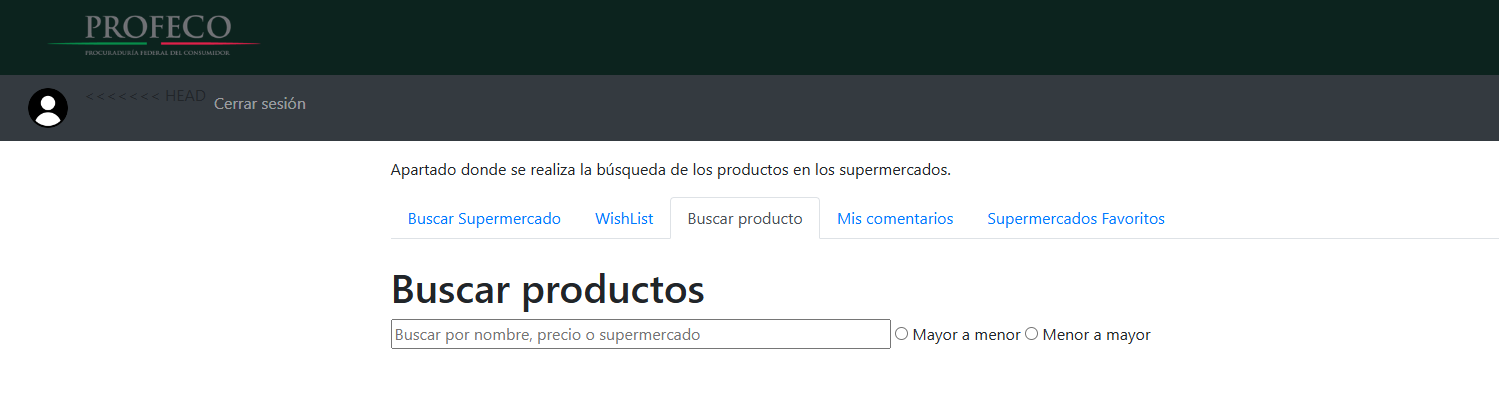 PROFECO
PROCURADURÍA FEDERAL DEL CONSUMIDOR
<<<<<<< HEAD
Cerrar sesión
Apartado donde se realiza la búsqueda de los productos en los supermercados.
Buscar Supermercado WishList Buscar producto Mis comentarios Supermercados Favoritos
Buscar productos
Buscar por nombre, precio o supermercado Mayor a menor Menor a mayor